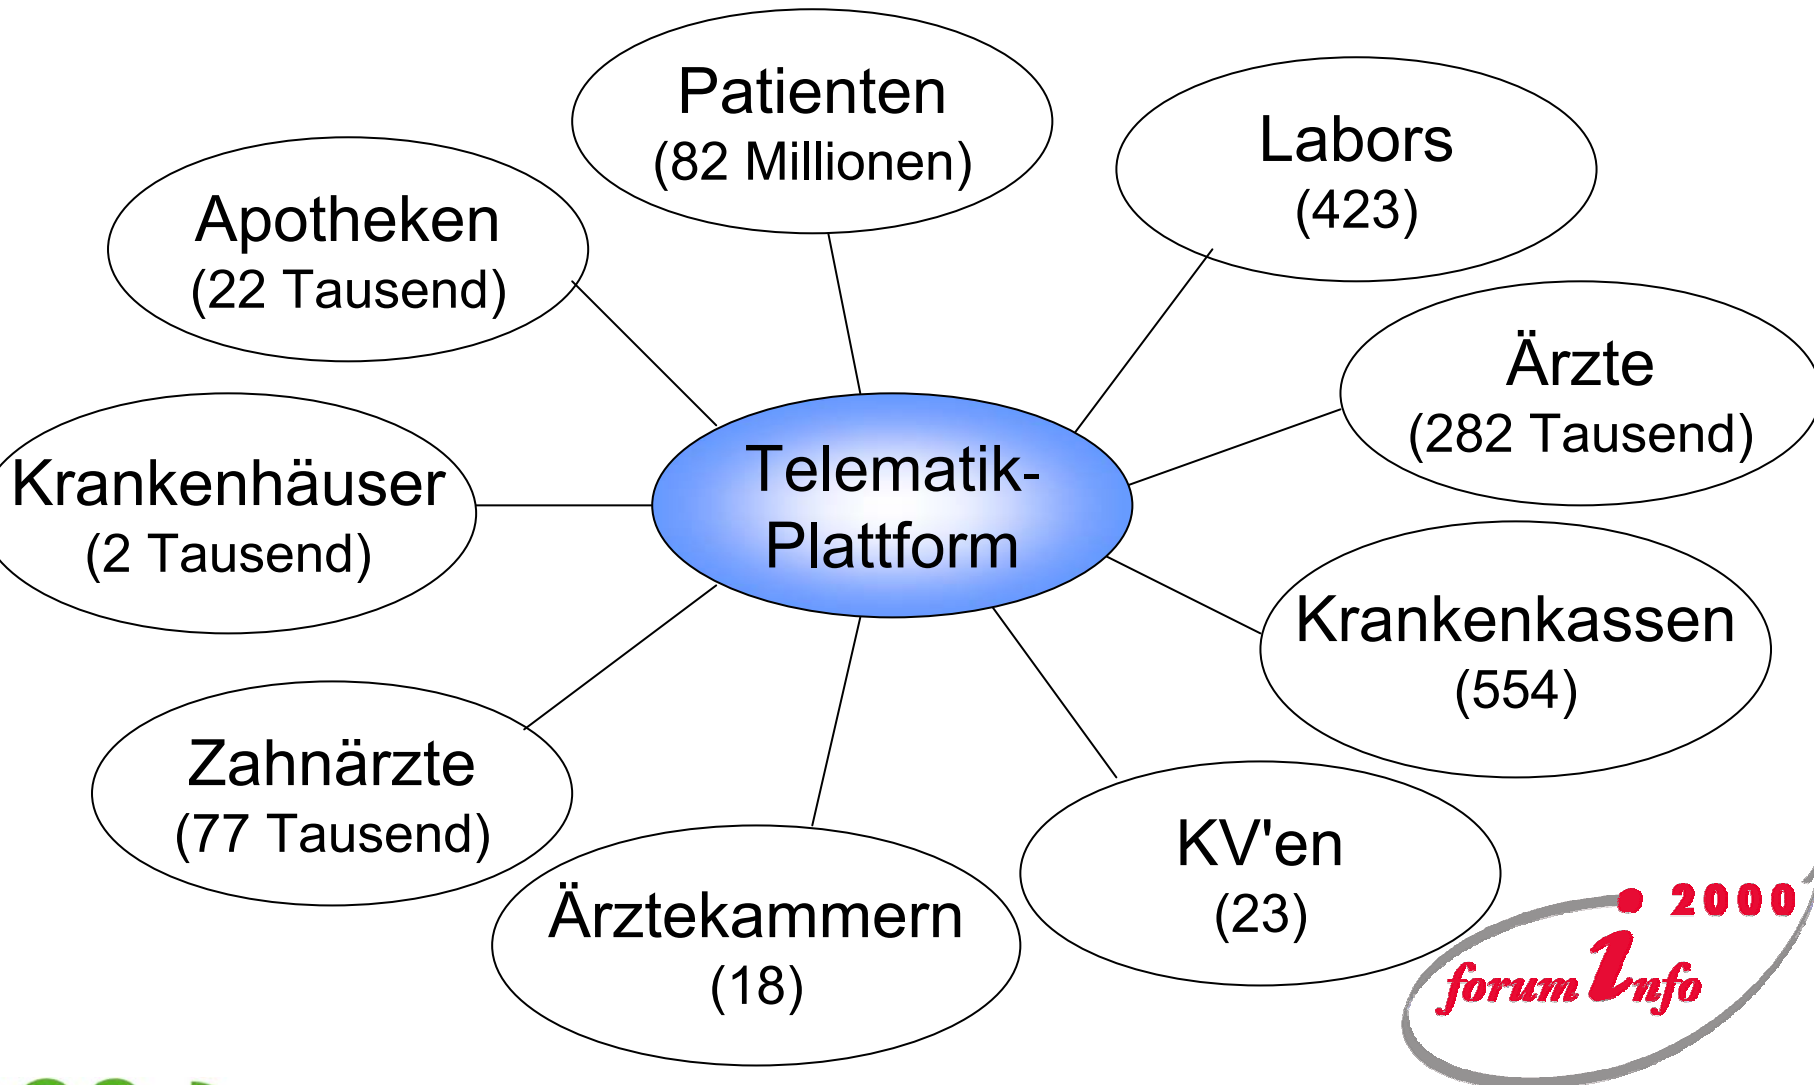 Patienten
(82 Millionen)
Labors
(423)
Apotheken
(22 Tausend)
Ärzte
(282 Tausend)
Krankenhäuser
(2 Tausend)
Telematik-
Plattform
Krankenkassen
(554)
Zahnärzte
(77 Tausend)
KV'en
(23)
Ärztekammern
(18)
2000
forum info